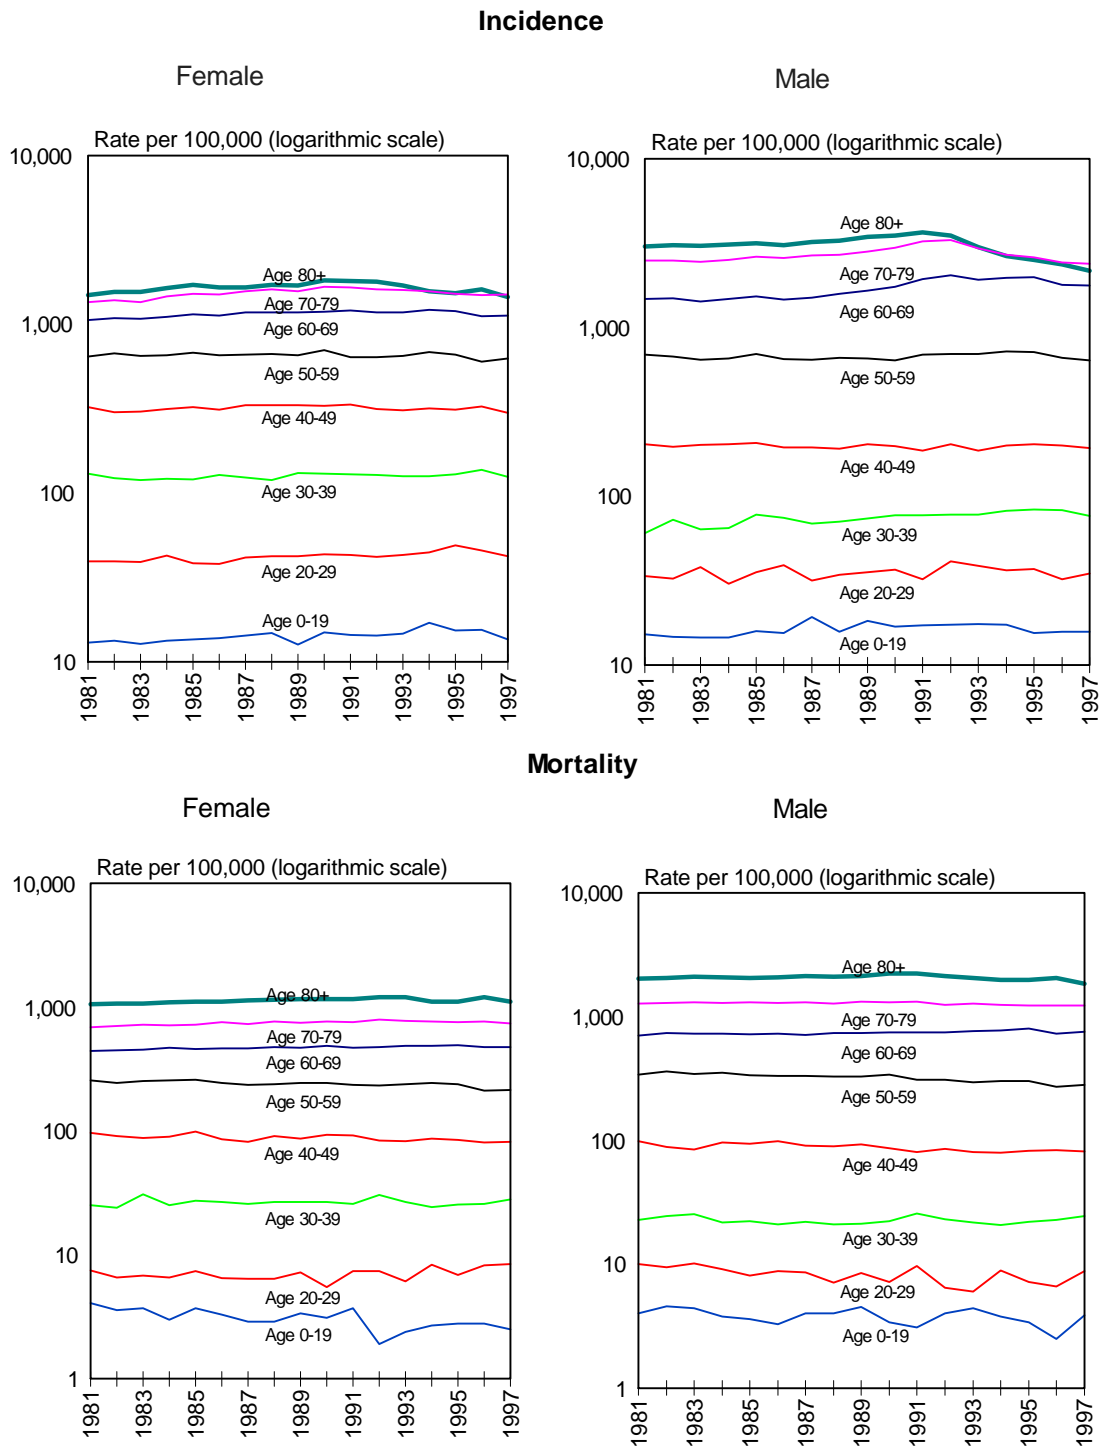 Incidence
Female
Male
Rate per 100,000 (logarithmic scale)
10,000
1,000
100
10
Age 80+
Age 70-79
Age 60-69
Age 50-59
Age 40-49
Age 30-39
Age 20-29
Age 0-19
1981
1983
1985
1987
1989
1991
1993
1995
1997
Rate per 100,000 (logarithmic scale)
10,000
1,000
100
10
Age 80+
Age 70-79
Age 60-69
Age 50-59
Age 40-49
Age 30-39
Age 20-29
Age 0-19
1981
1983
1985
1987
1989
1991
1993
1995
1997
Mortality
Female
Male
Rate per 100,000 (logarithmic scale)
10,000
1,000
100
10
1
Age 80+
Age 70-79
Age 60-69
Age 50-59
Age 40-49
Age 30-39
Age 20-29
Age 0-19
1981
1983
1985
1987
1989
1991
1993
1995
1997
Rate per 100,000 (logarithmic scale)
10,000
1,000
100
10
1
Age 80+
Age 70-79
Age 60-69
Age 50-59
Age 40-49
Age 30-39
Age 20-29
Age 0-19
1981
1983
1985
1987
1989
1991
1993
1995
1997